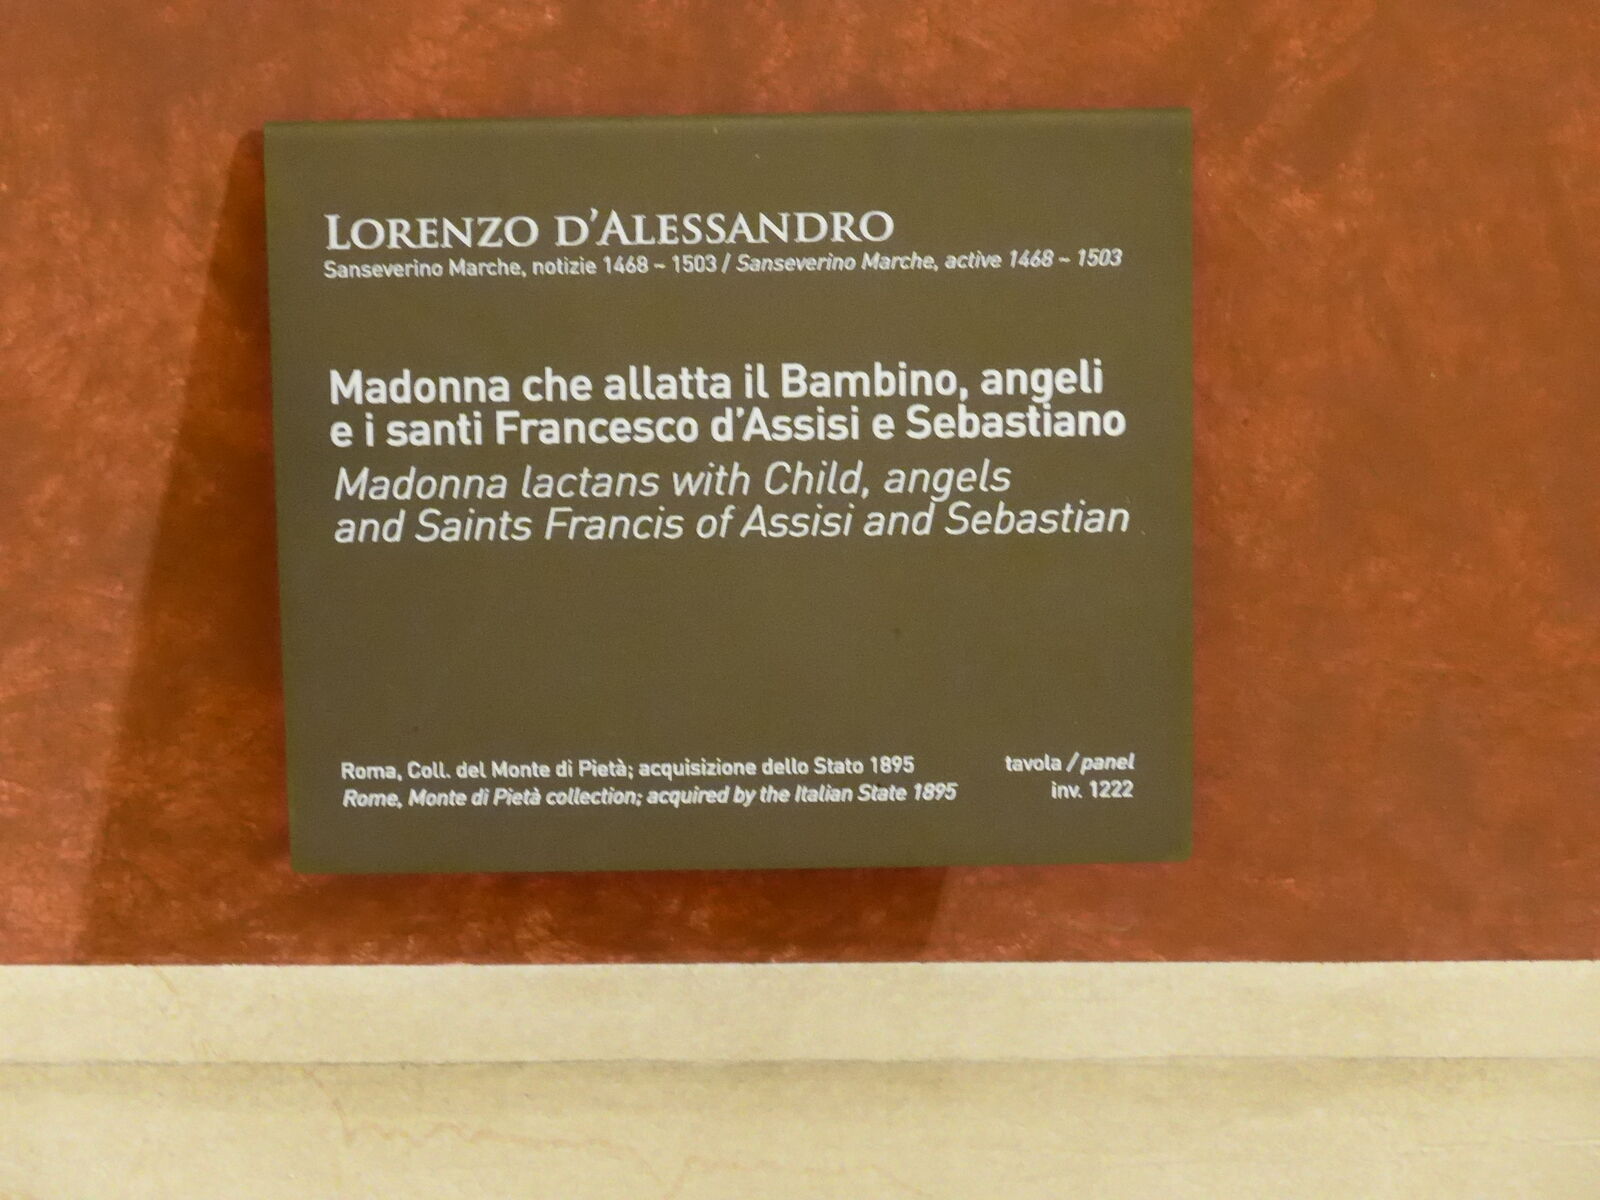 LORENZO D'ALESSANDRO
Sanseverino Marche, notizie 1468 – 1503 / Sanseverino Marche, active 1468 – 1503
Madonna che allatta il Bambino, angeli
e i santi Francesco d'Assisi e Sebastiano
Madonna lactans with Child, angels
and Saints Francis of Assisi and Sebastian
Roma, Coll. del Monte di Pietà; acquisizione dello Stato 1895
Rome, Monte di Pietà collection; acquired by the Italian State 1895
tavola / panel
inv. 1222